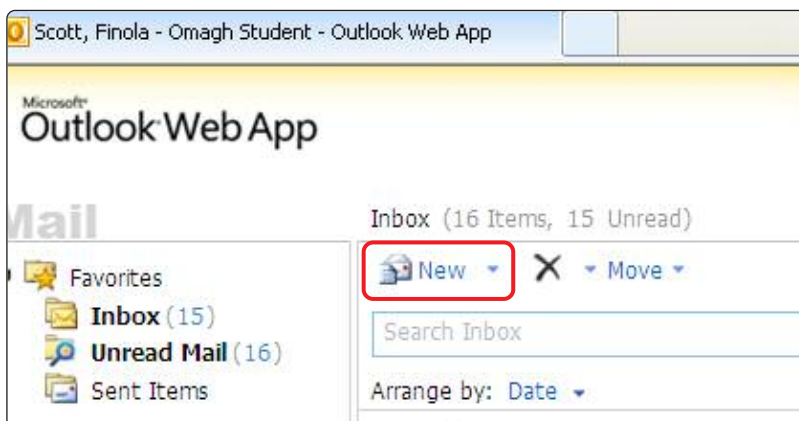 Scott, Finola - Omagh Student - Outlook Web App
Microsoft®
Outlook Web App
Mail
Inbox (16 Items, 15 Unread)
New Move
Favorites
Inbox (15)
Search Inbox
Unread Mail (16)
Sent Items
Arrange by: Date